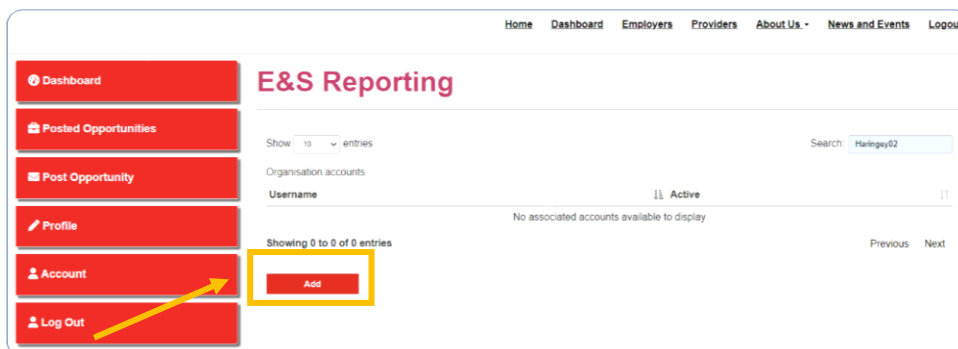 Home Dashboard Employers Providers About Us News and Events Logou
Dashboard
Posted Opportunities
Post Opportunity
Profile
Account
Log Out
E&S Reporting
Show 10 entries Search: Haringey02
Organisation accounts
Username Active
No associated accounts available to display
Showing 0 to 0 of 0 entries Previous Next
Add